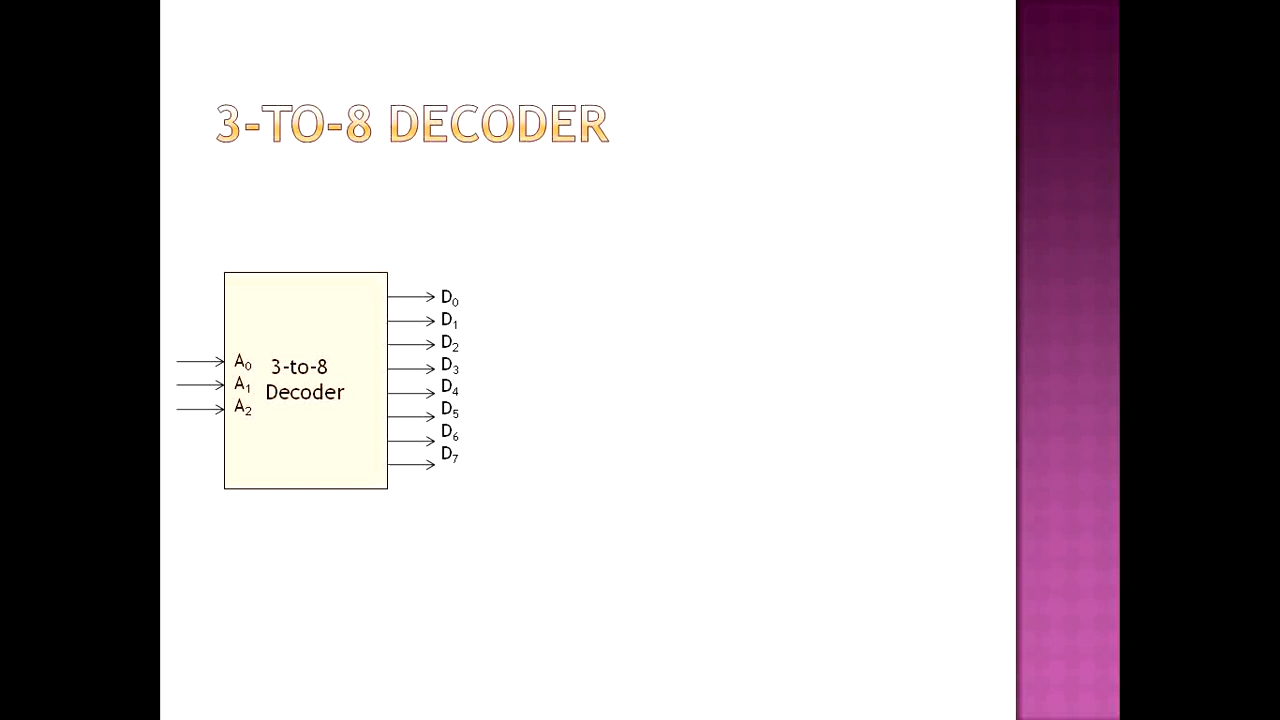 3-TO-8 DECODER
A₀
A₁
A₂
3-to-8
Decoder
D₀
D₁
D₂
D₃
D₄
D₅
D₆
D₇